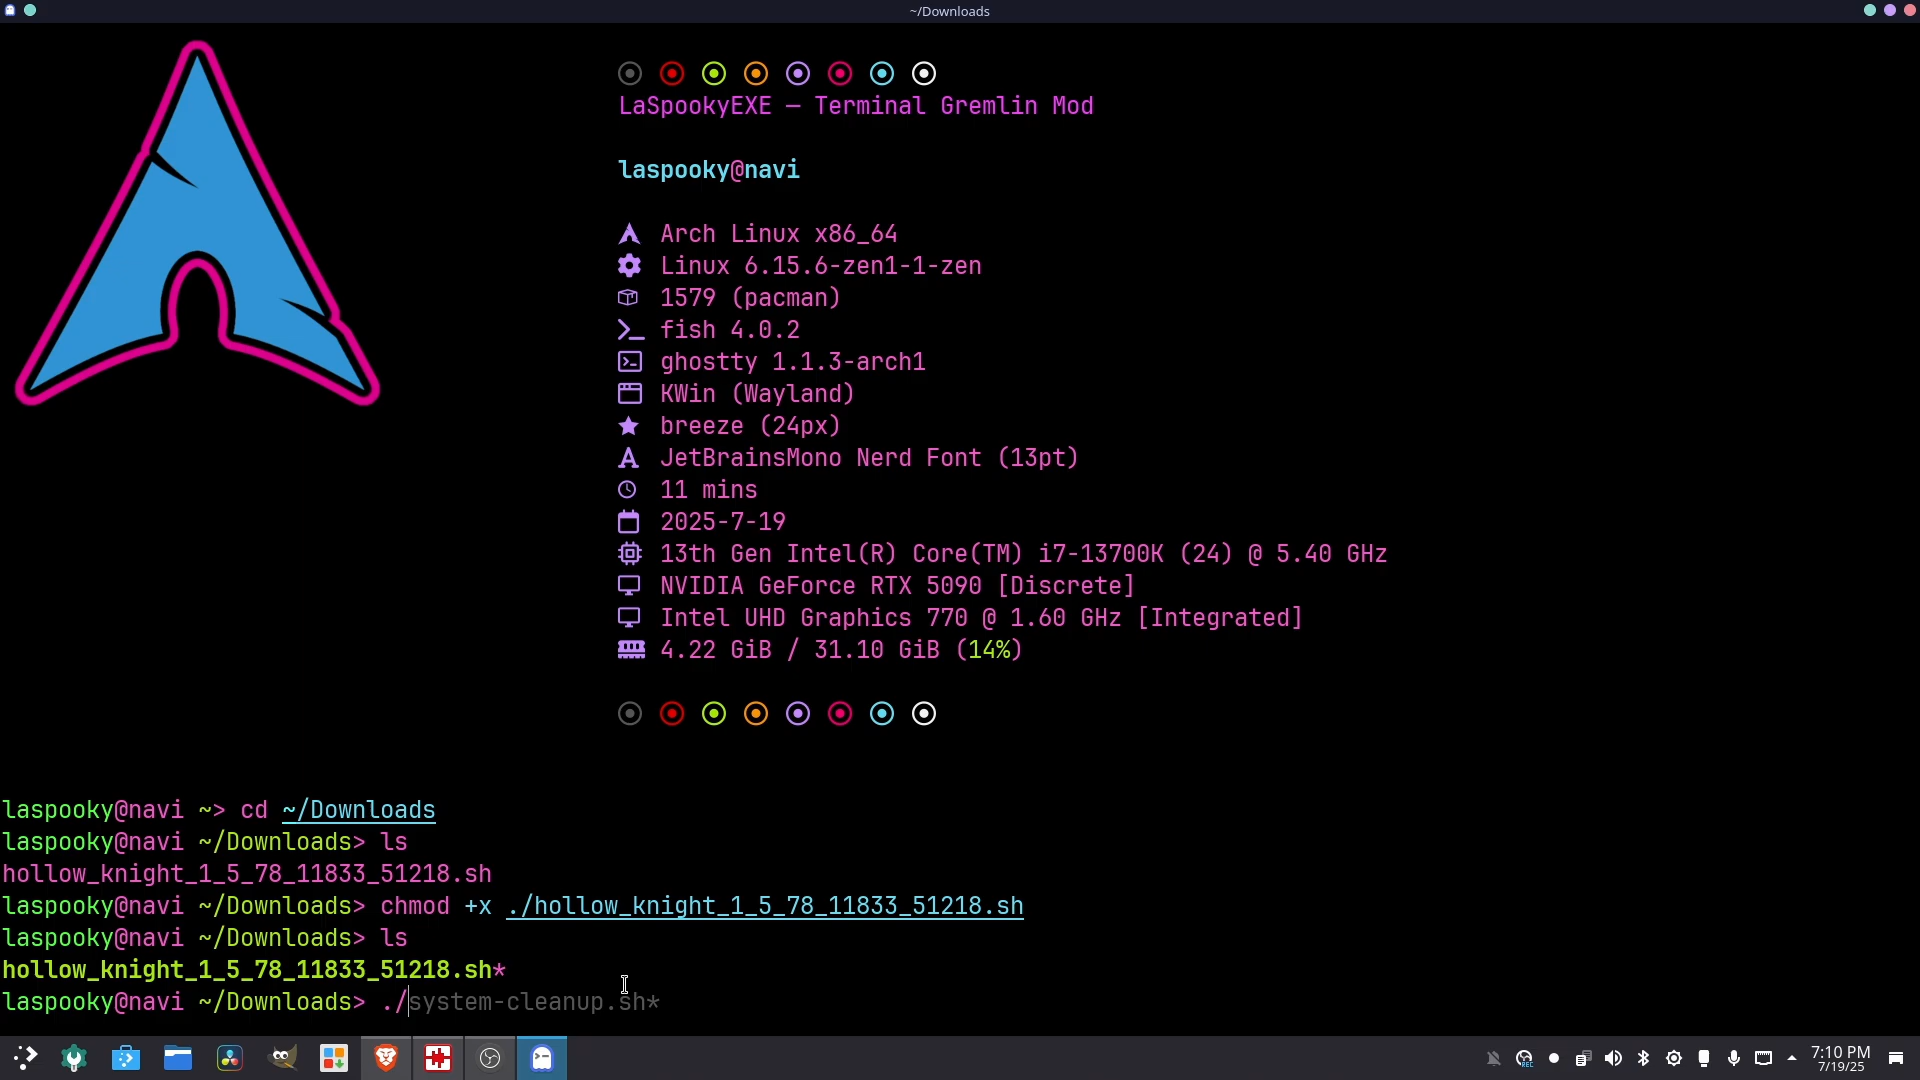 ~/Downloads
LaSpookyEXE — Terminal Gremlin Mod
laspooky@navi
Arch Linux x86_64
Linux 6.15.6-zen1-1-zen
1579 (pacman)
fish 4.0.2
ghostty 1.1.3-arch1
KWin (Wayland)
breeze (24px)
JetBrainsMono Nerd Font (13pt)
11 mins
2025-7-19
13th Gen Intel(R) Core(TM) i7-13700K (24) @ 5.40 GHz
NVIDIA GeForce RTX 5090 [Discrete]
Intel UHD Graphics 770 @ 1.60 GHz [Integrated]
4.22 GiB / 31.10 GiB (14%)
laspooky@navi ~> cd ~/Downloads
laspooky@navi ~/Downloads> ls
hollow_knight_1_5_78_11833_51218.sh
laspooky@navi ~/Downloads> chmod +x ./hollow_knight_1_5_78_11833_51218.sh
laspooky@navi ~/Downloads> ls
hollow_knight_1_5_78_11833_51218.sh*
laspooky@navi ~/Downloads> ./system-cleanup.sh*
REC
7:10 PM
7/19/25